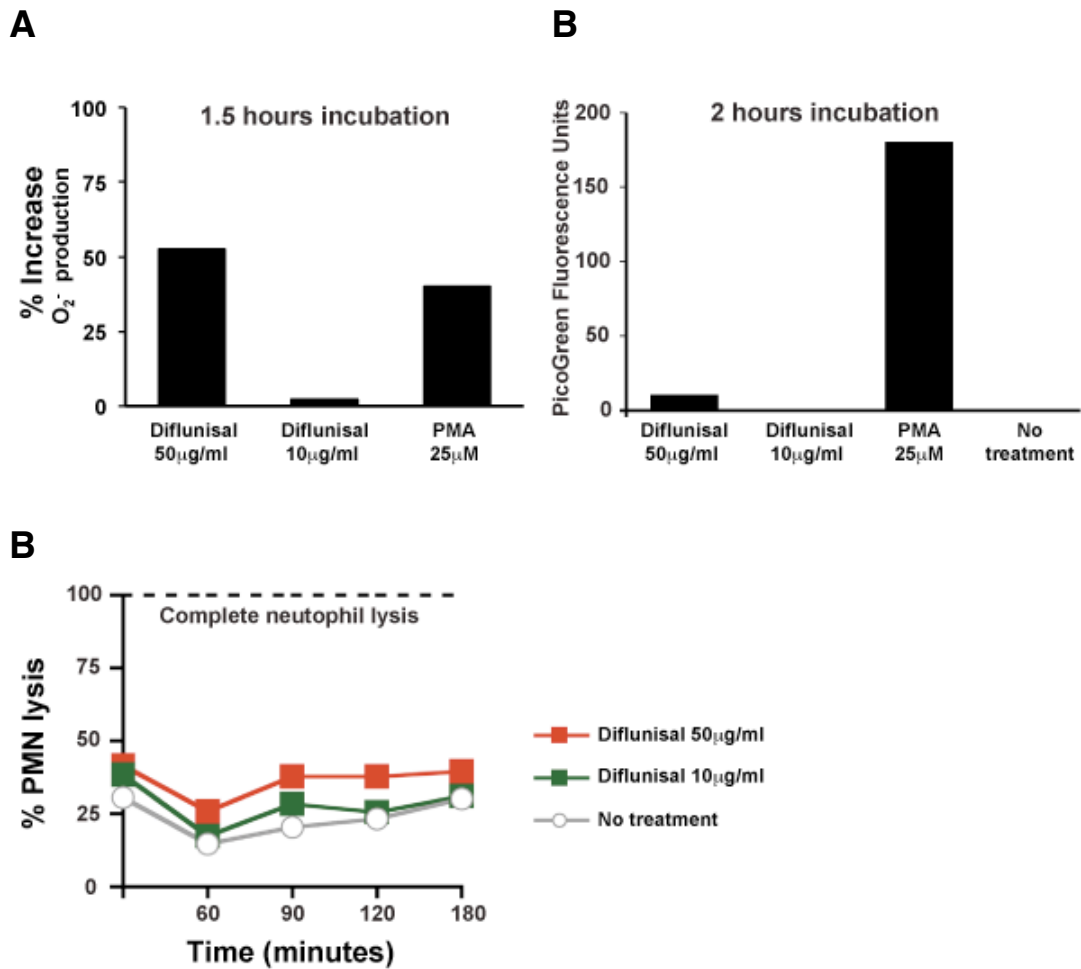 A
1.5 hours incubation
% Increase
O₂⁻ production
100
75
50
25
0
Diflunisal
50µg/ml
Diflunisal
10µg/ml
PMA
25µM
B
2 hours incubation
PicoGreen Fluorescence Units
200
150
100
50
0
Diflunisal
50µg/ml
Diflunisal
10µg/ml
PMA
25µM
No
treatment
B
Complete neutophil lysis
% PMN lysis
100
75
50
25
0
60
90
120
180
Time (minutes)
Diflunisal 50µg/ml
Diflunisal 10µg/ml
No treatment